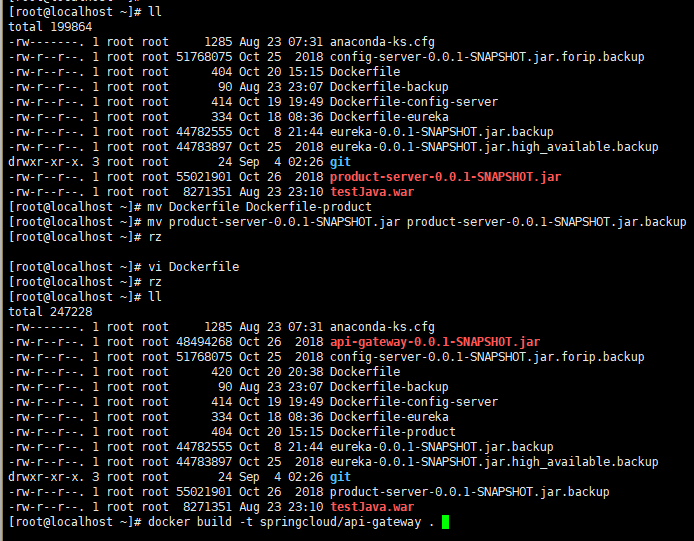 [root@localhost ~]# ll
total 199864
-rw-------. 1 root root     1285 Aug 23 07:31 anaconda-ks.cfg
-rw-r--r--. 1 root root 51768075 Oct 25  2018 config-server-0.0.1-SNAPSHOT.jar.forip.backup
-rw-r--r--. 1 root root      404 Oct 20 15:15 Dockerfile
-rw-r--r--. 1 root root       90 Aug 23 23:07 Dockerfile-backup
-rw-r--r--. 1 root root      414 Oct 19 19:49 Dockerfile-config-server
-rw-r--r--. 1 root root      334 Oct 18 08:36 Dockerfile-eureka
-rw-r--r--. 1 root root 44782555 Oct  8 21:44 eureka-0.0.1-SNAPSHOT.jar.backup
-rw-r--r--. 1 root root 44783897 Oct 25  2018 eureka-0.0.1-SNAPSHOT.jar.high_available.backup
drwxr-xr-x. 3 root root       24 Sep  4 02:26 git
-rw-r--r--. 1 root root 55021901 Oct 26  2018 product-server-0.0.1-SNAPSHOT.jar
-rw-r--r--. 1 root root  8271351 Aug 23 23:10 testJava.war
[root@localhost ~]# mv Dockerfile Dockerfile-product
[root@localhost ~]# mv product-server-0.0.1-SNAPSHOT.jar product-server-0.0.1-SNAPSHOT.jar.backup
[root@localhost ~]# rz
[root@localhost ~]# vi Dockerfile
[root@localhost ~]# rz
[root@localhost ~]# ll
total 247228
-rw-------. 1 root root     1285 Aug 23 07:31 anaconda-ks.cfg
-rw-r--r--. 1 root root 48494268 Oct 26  2018 api-gateway-0.0.1-SNAPSHOT.jar
-rw-r--r--. 1 root root 51768075 Oct 25  2018 config-server-0.0.1-SNAPSHOT.jar.forip.backup
-rw-r--r--. 1 root root      420 Oct 20 20:38 Dockerfile
-rw-r--r--. 1 root root       90 Aug 23 23:07 Dockerfile-backup
-rw-r--r--. 1 root root      414 Oct 19 19:49 Dockerfile-config-server
-rw-r--r--. 1 root root      334 Oct 18 08:36 Dockerfile-eureka
-rw-r--r--. 1 root root      404 Oct 20 15:15 Dockerfile-product
-rw-r--r--. 1 root root 44782555 Oct  8 21:44 eureka-0.0.1-SNAPSHOT.jar.backup
-rw-r--r--. 1 root root 44783897 Oct 25  2018 eureka-0.0.1-SNAPSHOT.jar.high_available.backup
drwxr-xr-x. 3 root root       24 Sep  4 02:26 git
-rw-r--r--. 1 root root 55021901 Oct 26  2018 product-server-0.0.1-SNAPSHOT.jar.backup
-rw-r--r--. 1 root root  8271351 Aug 23 23:10 testJava.war
[root@localhost ~]# docker build -t springcloud/api-gateway .